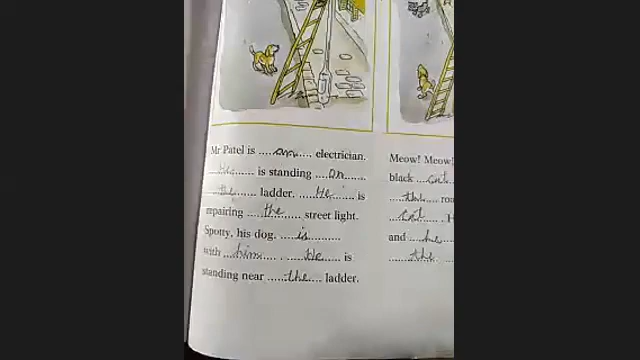 Mr Patel is ....an.... electrician.
....He.... is standing ....on....
....the.... ladder. ....He.... is
repairing ....the.... street light.
Spotty, his dog, ....is....
with ....him.... . ....He.... is
standing near ....the.... ladder.
Meow! Meow!
black ....cat....
....the.... roa
....cat.... . H
and ....he....
....the....